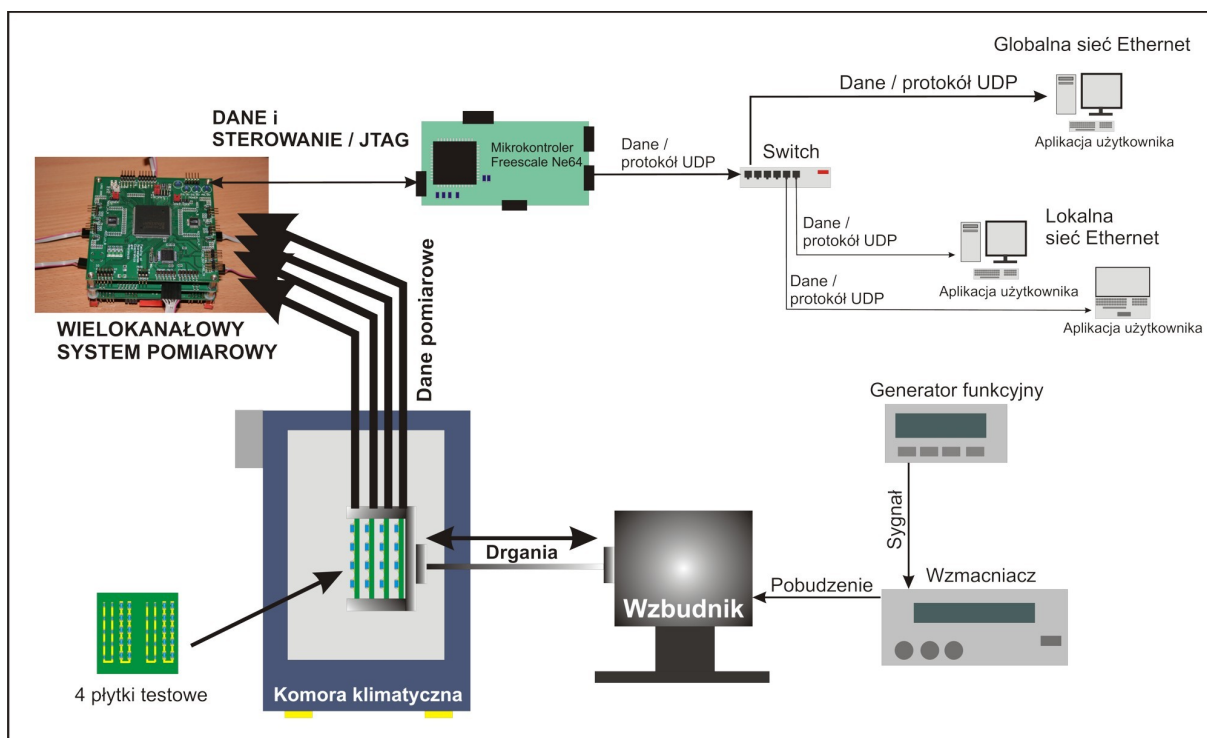 Globalna sieć Ethernet
Dane / protokół UDP
Aplikacja użytkownika
DANE i
STEROWANIE / JTAG
Mikrokontroler
Freescale Ne64
Dane /
protokół UDP
Switch
Dane /
protokół UDP
Lokalna
sieć Ethernet
Aplikacja użytkownika
Dane /
protokół UDP
Aplikacja użytkownika
WIELOKANAŁOWY
SYSTEM POMIAROWY
Dane pomiarowe
Generator funkcyjny
Sygnał
Wzmacniacz
Pobudzenie
Drgania
Wzbudnik
4 płytki testowe
Komora klimatyczna